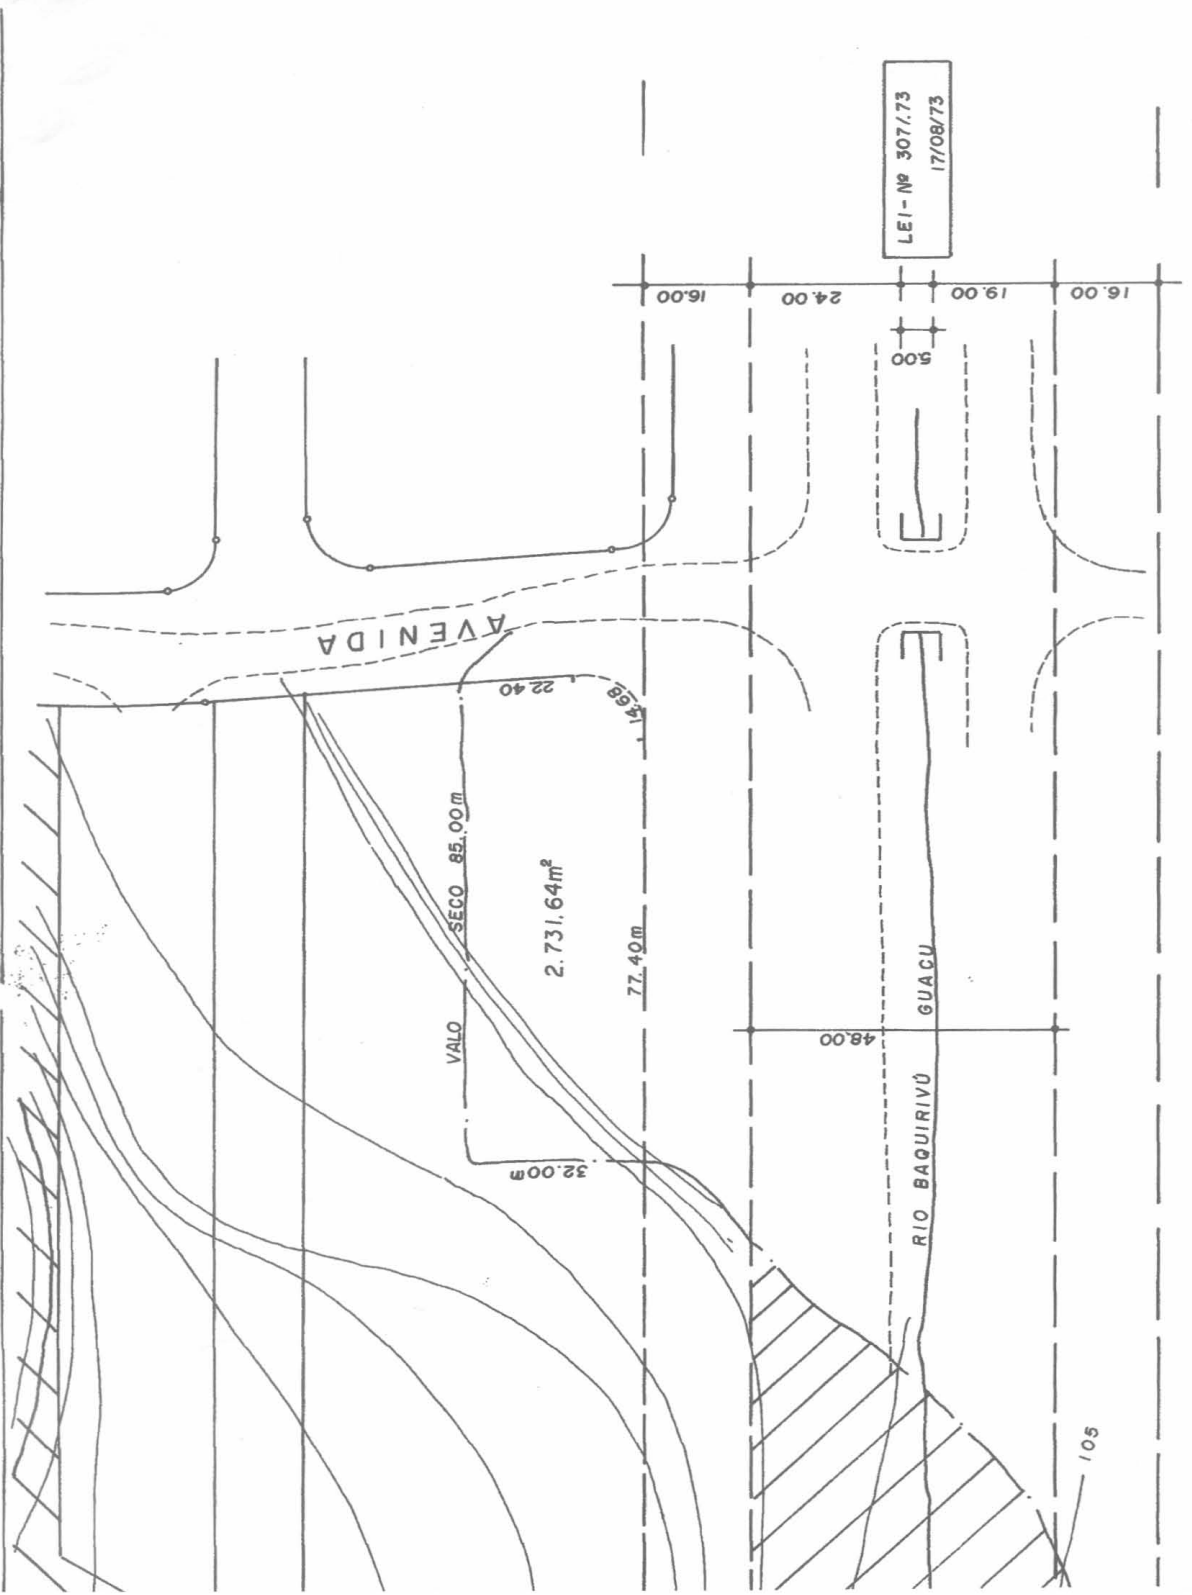 LEI - Nº 307/.73
17/08/73
16.00
24.00
19.00
16.00
5.00
AVENIDA
22.40
14.68
VALO SECO 85.00m
2.731.64m²
77.40m
32.00m
48.00
RIO BAQUIRIVÚ GUACU
105